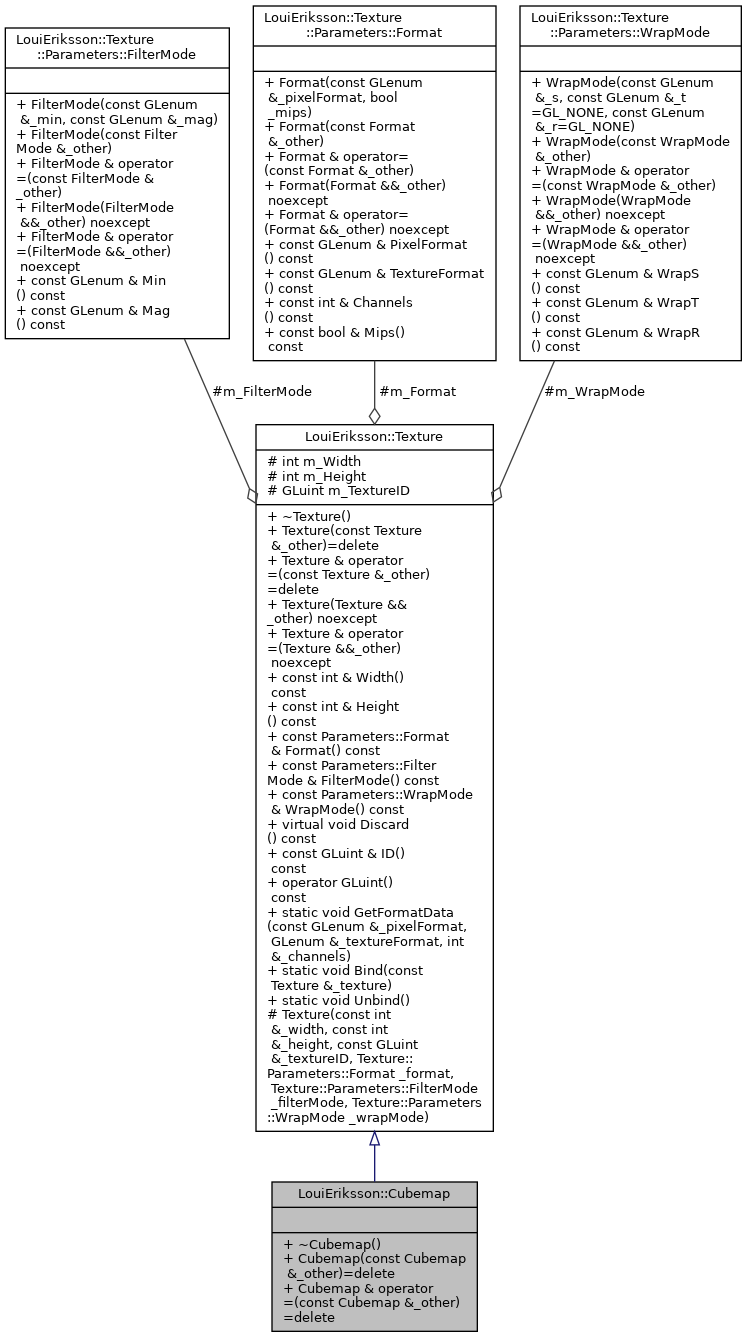 LouiEriksson::Texture
::Parameters::FilterMode
+ FilterMode(const GLenum
&_min, const GLenum &_mag)
+ FilterMode(const Filter
Mode &_other)
+ FilterMode & operator
=(const FilterMode &
_other)
+ FilterMode(FilterMode
&&_other) noexcept
+ FilterMode & operator
=(FilterMode &&_other)
noexcept
+ const GLenum & Min
() const
+ const GLenum & Mag
() const
LouiEriksson::Texture
::Parameters::Format
+ Format(const GLenum
&_pixelFormat, bool
_mips)
+ Format(const Format
&_other)
+ Format & operator=
(const Format &_other)
+ Format(Format &&_other)
noexcept
+ Format & operator=
(Format &&_other) noexcept
+ const GLenum & PixelFormat
() const
+ const GLenum & TextureFormat
() const
+ const int & Channels
() const
+ const bool & Mips()
const
LouiEriksson::Texture
::Parameters::WrapMode
+ WrapMode(const GLenum
&_s, const GLenum &_t
=GL_NONE, const GLenum
&_r=GL_NONE)
+ WrapMode(const WrapMode
&_other)
+ WrapMode & operator
=(const WrapMode &_other)
+ WrapMode(WrapMode
&&_other) noexcept
+ WrapMode & operator
=(WrapMode &&_other)
noexcept
+ const GLenum & WrapS
() const
+ const GLenum & WrapT
() const
+ const GLenum & WrapR
() const
#m_FilterMode
#m_Format
#m_WrapMode
LouiEriksson::Texture
# int m_Width
# int m_Height
# GLuint m_TextureID
+ ~Texture()
+ Texture(const Texture
&_other)=delete
+ Texture & operator
=(const Texture &_other)
=delete
+ Texture(Texture &&
_other) noexcept
+ Texture & operator
=(Texture &&_other)
noexcept
+ const int & Width()
const
+ const int & Height
() const
+ const Parameters::Format
& Format() const
+ const Parameters::Filter
Mode & FilterMode() const
+ const Parameters::WrapMode
& WrapMode() const
+ virtual void Discard
() const
+ const GLuint & ID()
const
+ operator GLuint()
const
+ static void GetFormatData
(const GLenum &_pixelFormat,
GLenum &_textureFormat, int
&_channels)
+ static void Bind(const
Texture &_texture)
+ static void Unbind()
# Texture(const int
&_width, const int
&_height, const GLuint
&_textureID, Texture::
Parameters::Format _format,
Texture::Parameters::FilterMode
_filterMode, Texture::Parameters
::WrapMode _wrapMode)
LouiEriksson::Cubemap
+ ~Cubemap()
+ Cubemap(const Cubemap
&_other)=delete
+ Cubemap & operator
=(const Cubemap &_other)
=delete